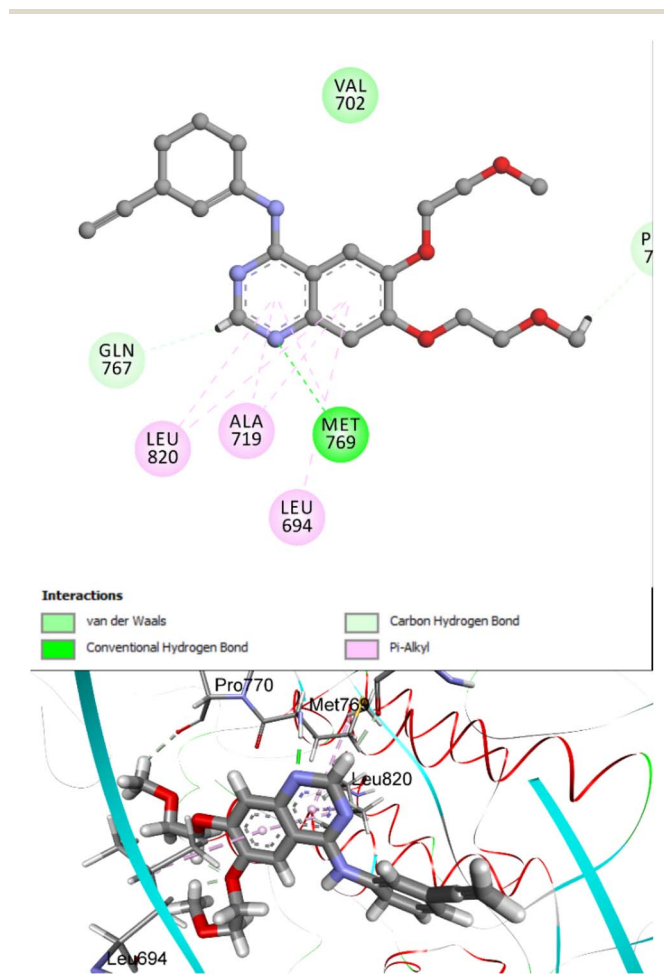 VAL
702
P
7
GLN
767
LEU
820
ALA
719
MET
769
LEU
694
Interactions
van der Waals
Carbon Hydrogen Bond
Conventional Hydrogen Bond
Pi-Alkyl
Pro770
Met769
Leu820
Leu694